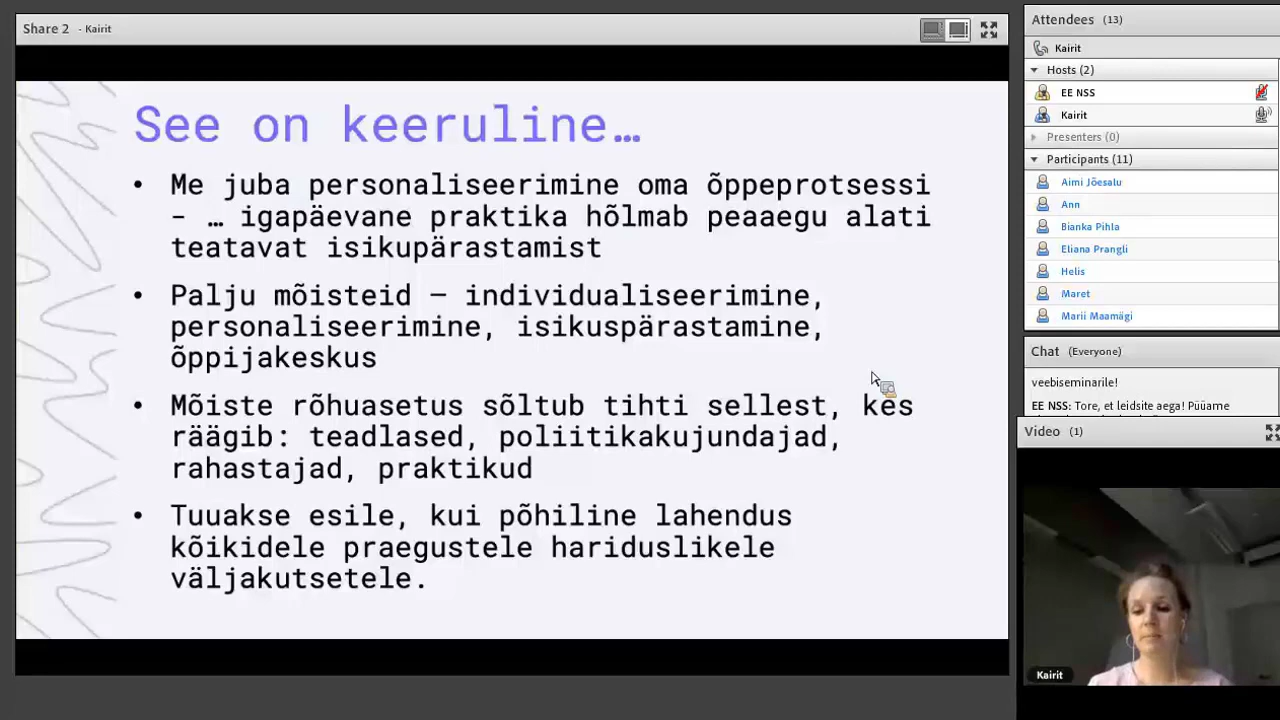 Share 2 - Kairit
See on keeruline…
• Me juba personaliseerimine oma õppeprotsessi
- … igapäevane praktika hõlmab peaaegu alati
teatavat isikupärastamist
• Palju mõisteid – individualiseerimine,
personaliseerimine, isikuspärastamine,
õppijakeskus
• Mõiste rõhuasetus sõltub tihti sellest, kes
räägib: teadlased, poliitikakujundajad,
rahastajad, praktikud
• Tuuakse esile, kui põhiline lahendus
kõikidele praegustele hariduslikele
väljakutsetele.
Attendees (13)
Kairit
Hosts (2)
EE NSS
Kairit
Presenters (0)
Participants (11)
Aimi Jõesalu
Ann
Bianka Pihla
Eliana Prangli
Helis
Maret
Marii Maamägi
Chat (Everyone)
veebiseminarile!
EE NSS: Tore, et leidsite aega! Püüame
Video (1)
Kairit